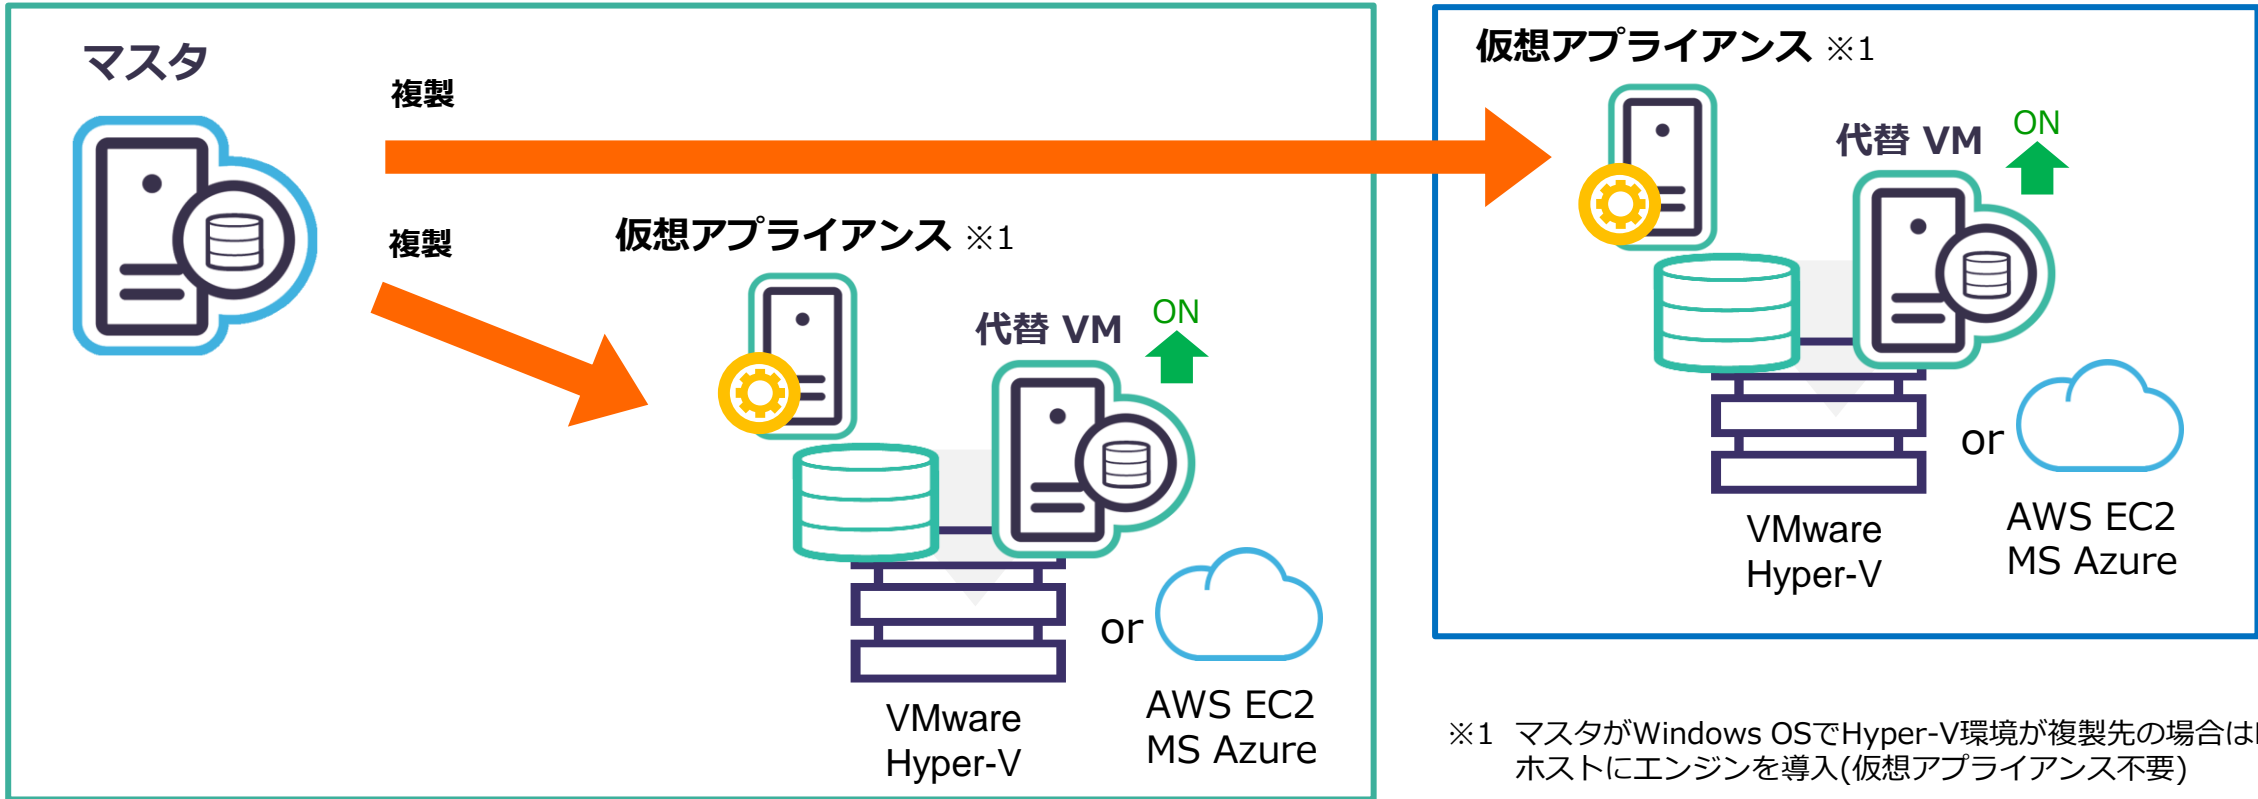 マスタ
複製
複製
仮想アプライアンス ※1
代替 VM
ON
or
VMware
Hyper-V
AWS EC2
MS Azure
仮想アプライアンス ※1
代替 VM
ON
or
VMware
Hyper-V
AWS EC2
MS Azure
※1 マスタがWindows OSでHyper-V環境が複製先の場合は
ホストにエンジンを導入(仮想アプライアンス不要)